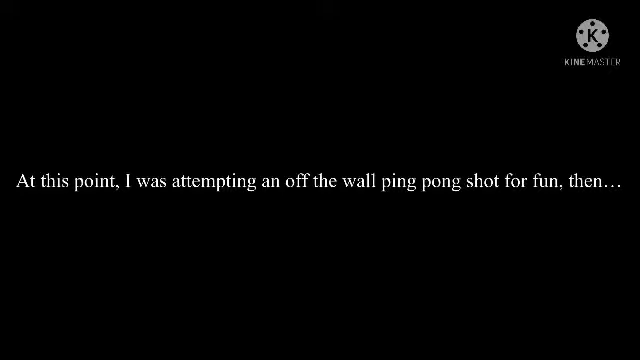 K
KINEMASTER
At this point, I was attempting an off the wall ping pong shot for fun, then…